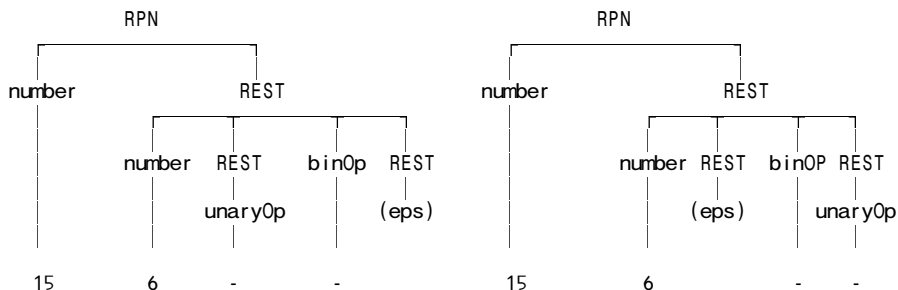 RPN RPN
number REST number REST
number REST binOp REST number REST binOP REST
unaryOp (eps) (eps) unaryOp
15 6 - - 15 6 - -